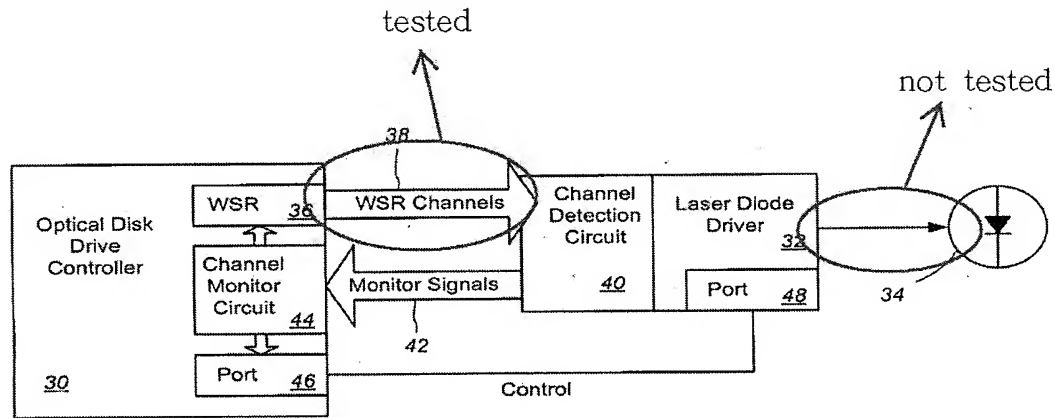 tested
not tested
38
WSR
36
WSR Channels
Optical Disk
Drive
Controller
Channel
Detection
Circuit
40
Laser Diode
Driver
32
34
Channel
Monitor
Circuit
44
Monitor Signals
42
Port
48
Port
46
30
Control